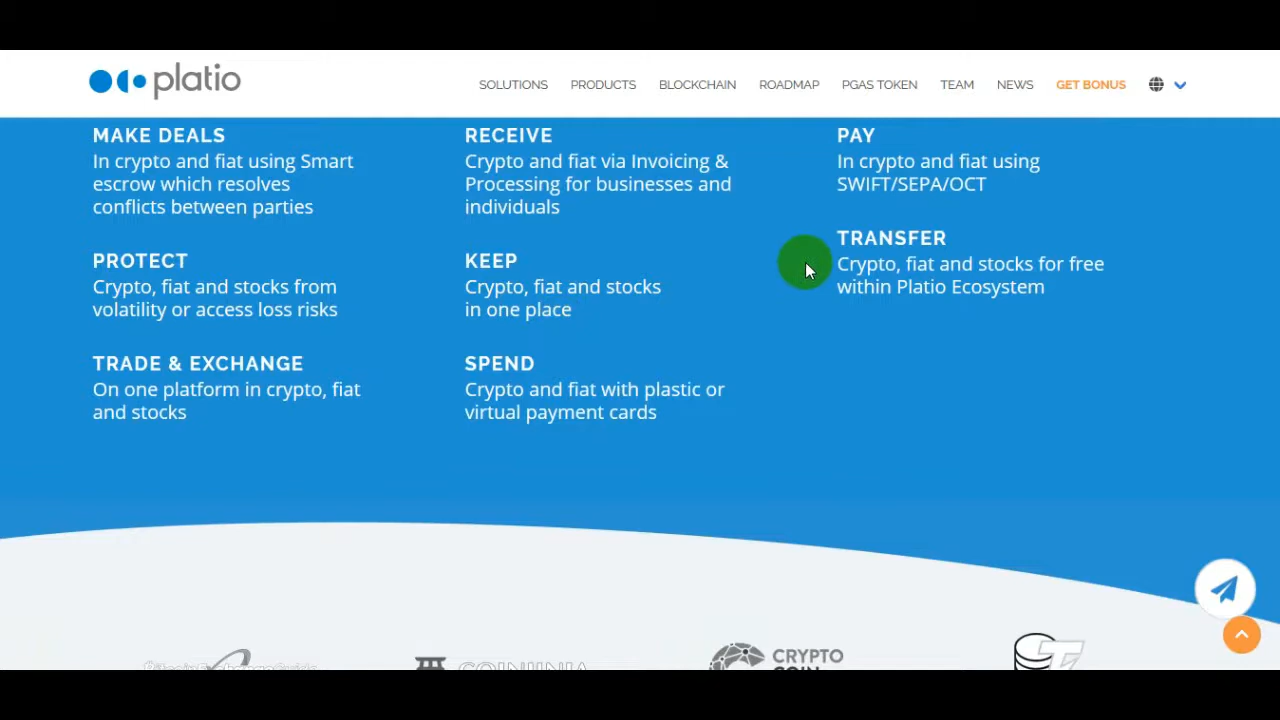 platio
SOLUTIONS PRODUCTS BLOCKCHAIN ROADMAP PGAS TOKEN TEAM NEWS GET BONUS
MAKE DEALS
In crypto and fiat using Smart
escrow which resolves
conflicts between parties
PROTECT
Crypto, fiat and stocks from
volatility or access loss risks
TRADE & EXCHANGE
On one platform in crypto, fiat
and stocks
RECEIVE
Crypto and fiat via Invoicing &
Processing for businesses and
individuals
KEEP
Crypto, fiat and stocks
in one place
SPEND
Crypto and fiat with plastic or
virtual payment cards
PAY
In crypto and fiat using
SWIFT/SEPA/OCT
TRANSFER
Crypto, fiat and stocks for free
within Platio Ecosystem
CRYPTO
COIN